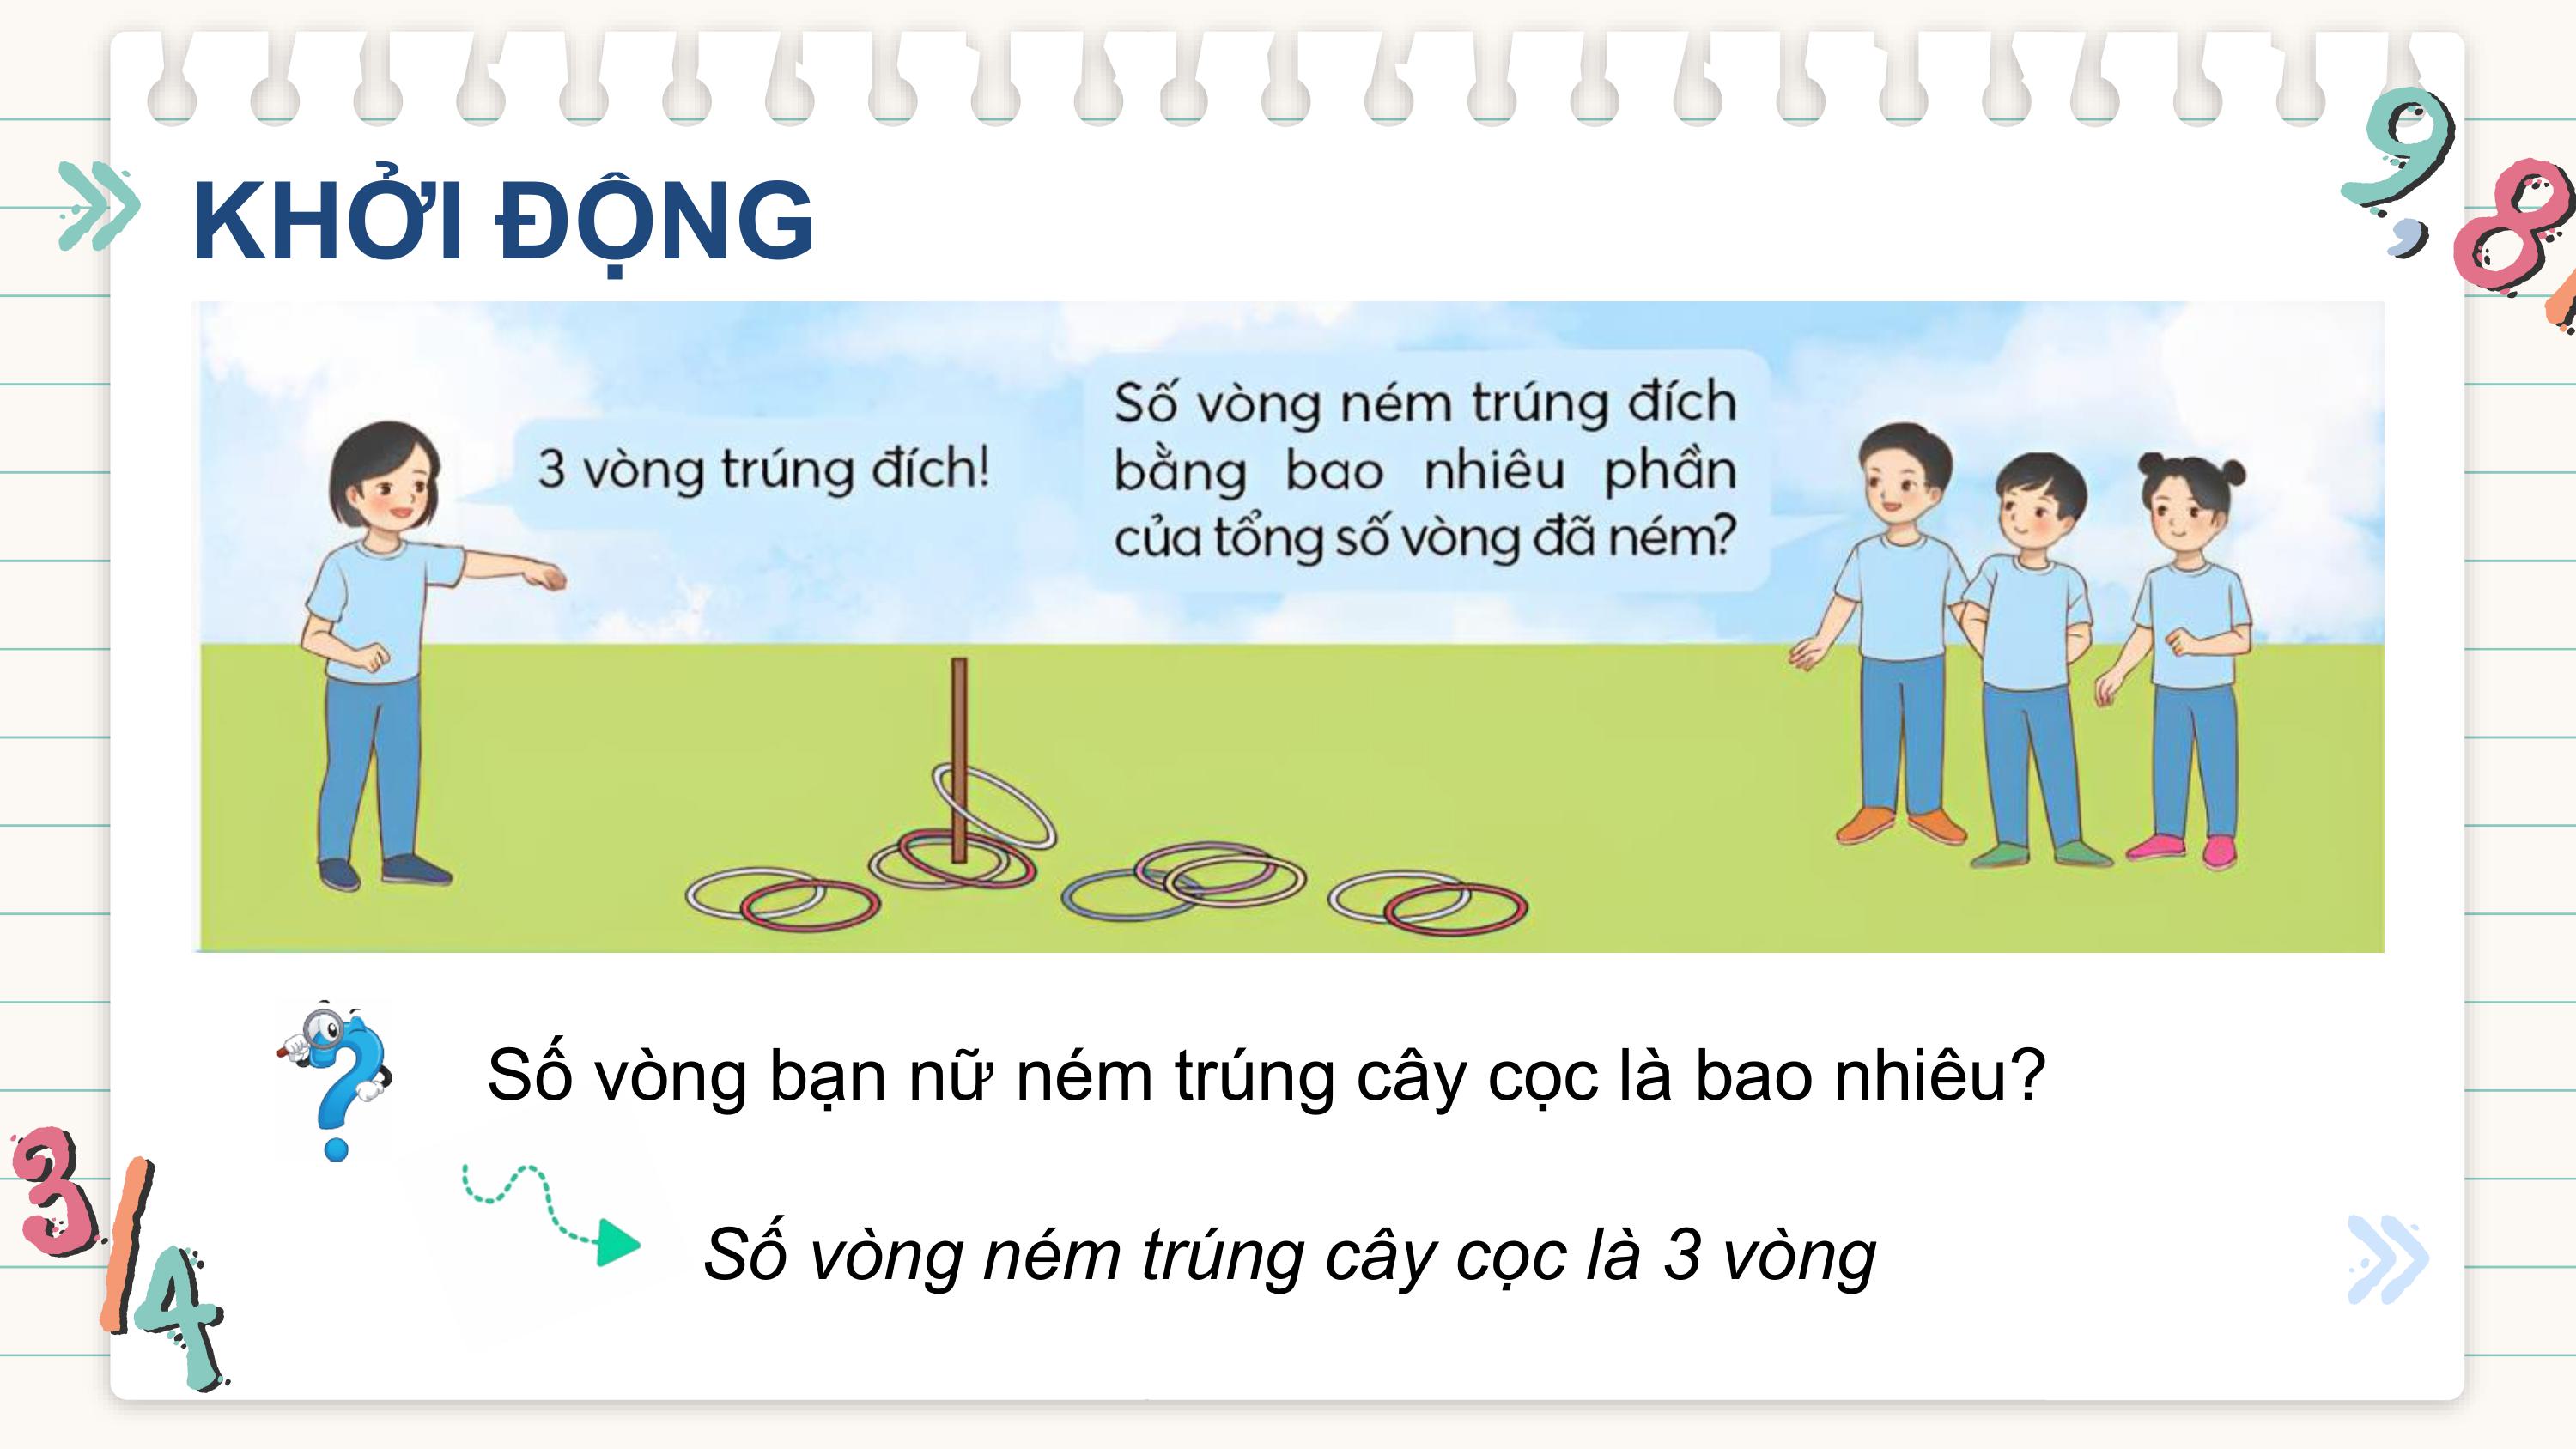 KHỞI ĐỘNG
3 vòng trúng đích!
Số vòng ném trúng đích
bằng bao nhiêu phần
của tổng số vòng đã ném?
Số vòng bạn nữ ném trúng cây cọc là bao nhiêu?
Số vòng ném trúng cây cọc là 3 vòng
9
,
8
3/4